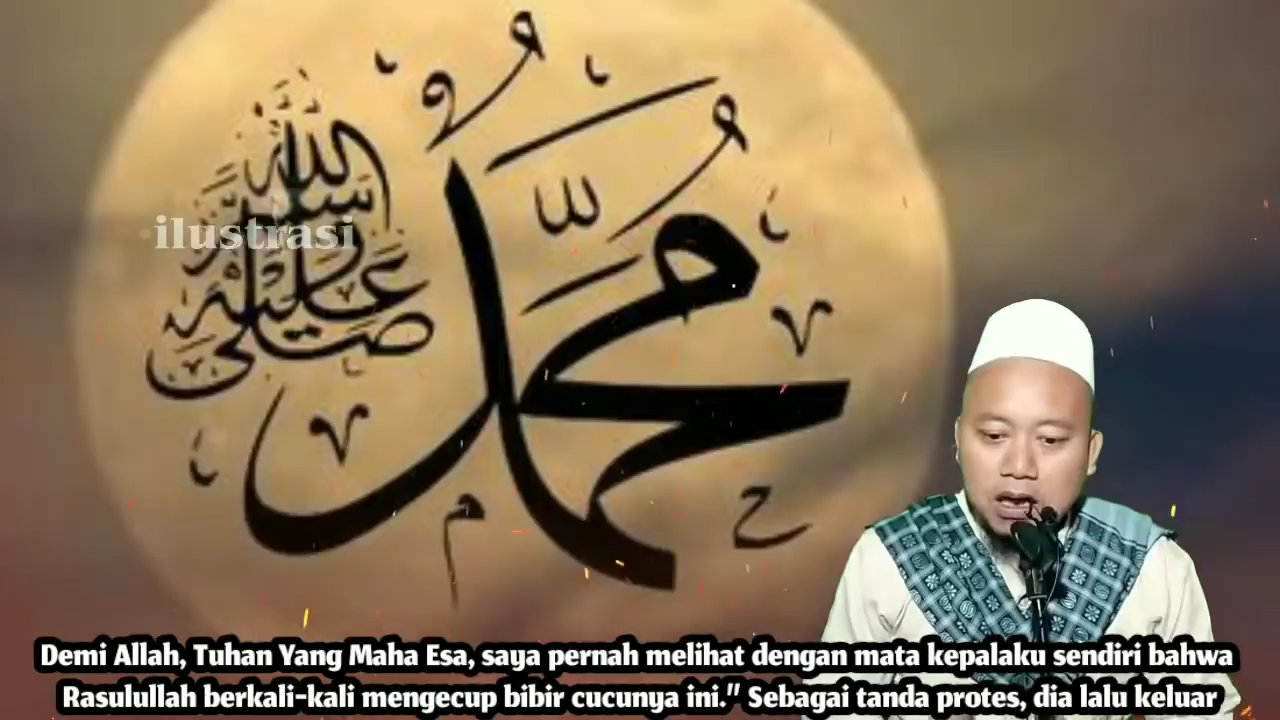 محمد
صلى الله عليه وسلم
ilustrasi
Demi Allah, Tuhan Yang Maha Esa, saya pernah melihat dengan mata kepalaku sendiri bahwa
Rasulullah berkali-kali mengecup bibir cucunya ini." Sebagai tanda protes, dia lalu keluar